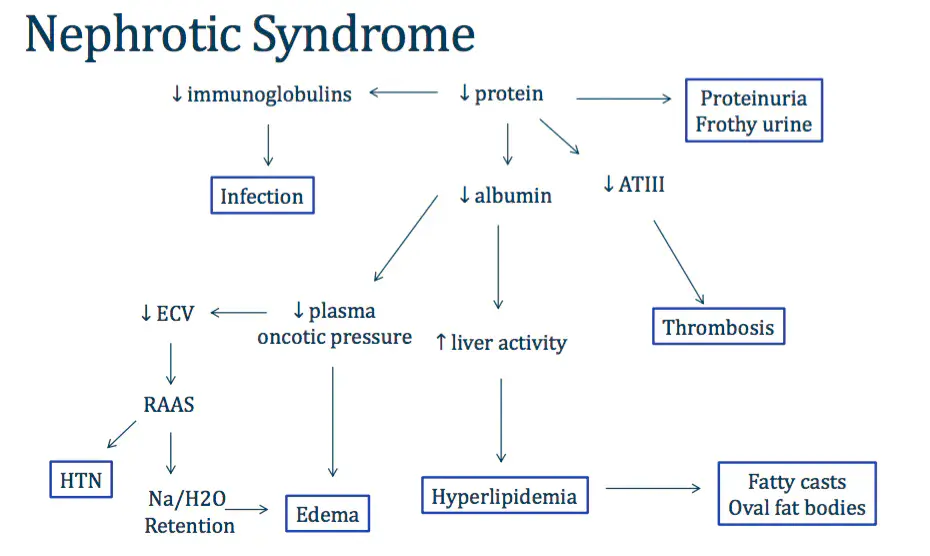 Nephrotic Syndrome
↓immunoglobulins
↓protein
Proteinuria
Frothy urine
Infection
↓albumin
↓ATIII
↓ECV
↓plasma
oncotic pressure
↑liver activity
Thrombosis
RAAS
HTN
Na/H2O
Retention
Edema
Hyperlipidemia
Fatty casts
Oval fat bodies